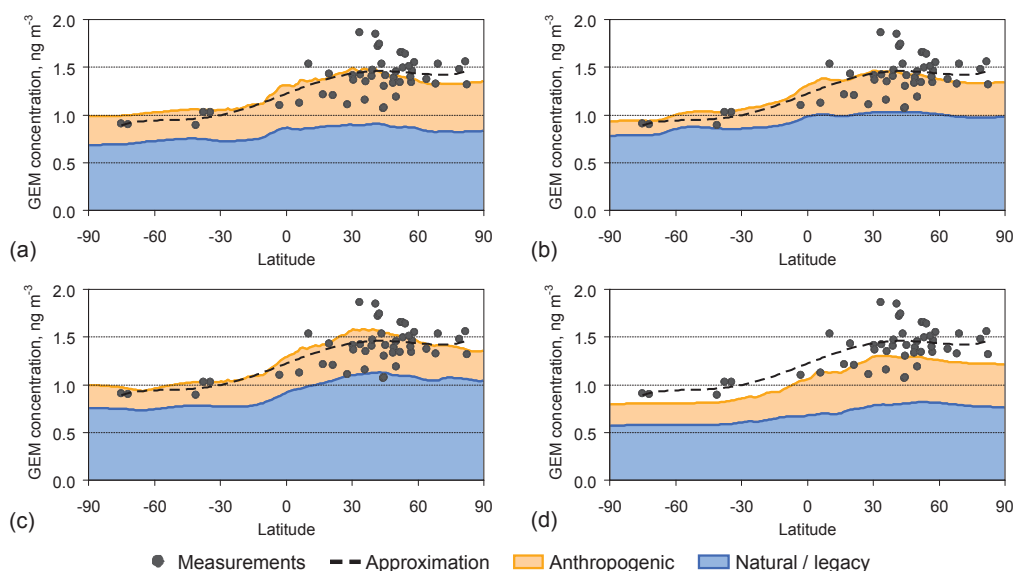 GEM concentration, ng m⁻³
2.0
1.5
1.0
0.5
0.0
-90 -60 -30 0 30 60 90
(a)
Latitude
GEM concentration, ng m⁻³
2.0
1.5
1.0
0.5
0.0
-90 -60 -30 0 30 60 90
(b)
Latitude
GEM concentration, ng m⁻³
2.0
1.5
1.0
0.5
0.0
-90 -60 -30 0 30 60 90
(c)
Latitude
GEM concentration, ng m⁻³
2.0
1.5
1.0
0.5
0.0
-90 -60 -30 0 30 60 90
(d)
Latitude
Measurements Approximation Anthropogenic Natural / legacy